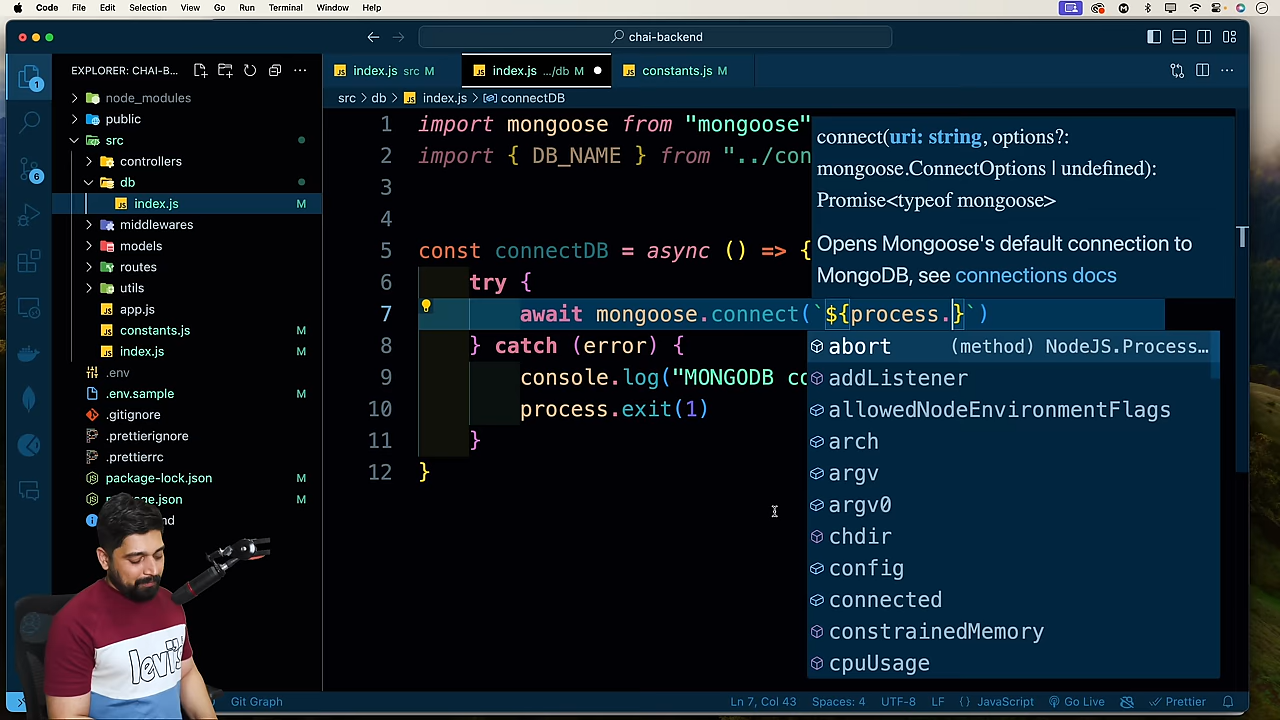 Code File Edit Selection View Go Run Terminal Window Help
chai-backend
EXPLORER: CHAI-B...
index.js src M
index.js .../db M
constants.js M
src > db > index.js > connectDB
node_modules
public
src
controllers
db
index.js M
middlewares
models
routes
utils
app.js
constants.js M
index.js M
.env
.env.sample M
.gitignore
.prettierignore
.prettierrc
package-lock.json M
package.json M
1
6
1 import mongoose from "mongoose"
2 import { DB_NAME } from "../con
3
4
5 const connectDB = async () => {
6 try {
7 await mongoose.connect(`${process.}`)
8 } catch (error) {
9 console.log("MONGODB co
10 process.exit(1)
11 }
12 }
connect(uri: string, options?:
mongoose.ConnectOptions | undefined):
Promise<typeof mongoose>
Opens Mongoose's default connection to
MongoDB, see connections docs
abort (method) NodeJS.Process...
addListener
allowedNodeEnvironmentFlags
arch
argv
argv0
chdir
config
connected
constrainedMemory
cpuUsage
levi's
Git Graph
Ln 7, Col 43 Spaces: 4 UTF-8 LF {} JavaScript Go Live Prettier